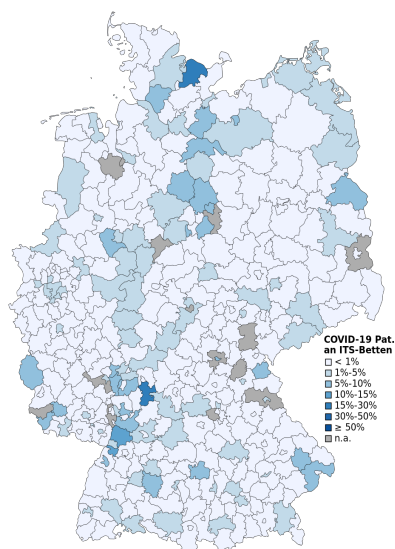 COVID-19 Pat.
an ITS-Betten
< 1%
1%-5%
5%-10%
10%-15%
15%-30%
30%-50%
≥ 50%
n.a.